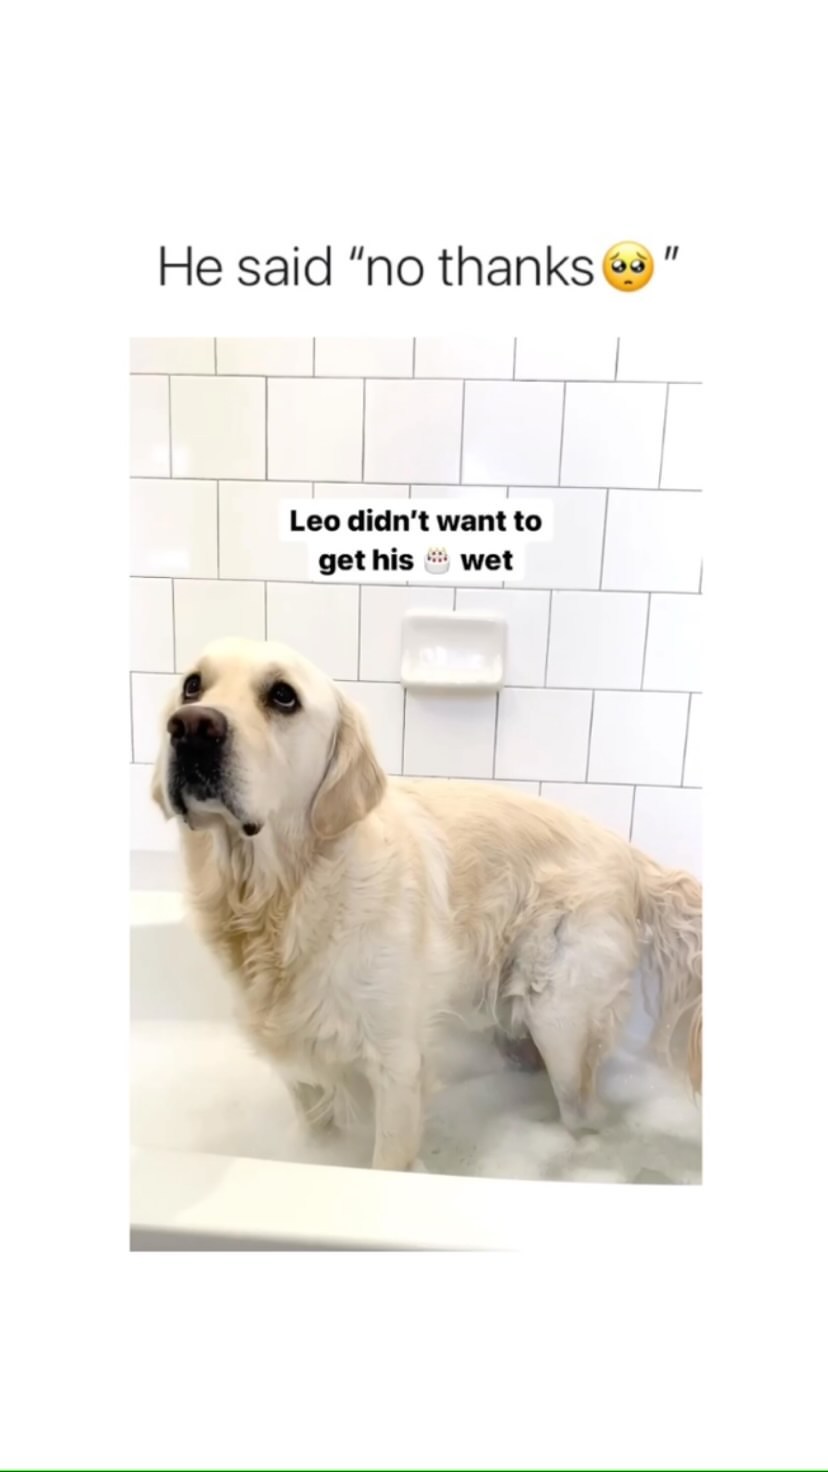 He said “no thanks🥺”
Leo didn’t want to
get his 🎂 wet